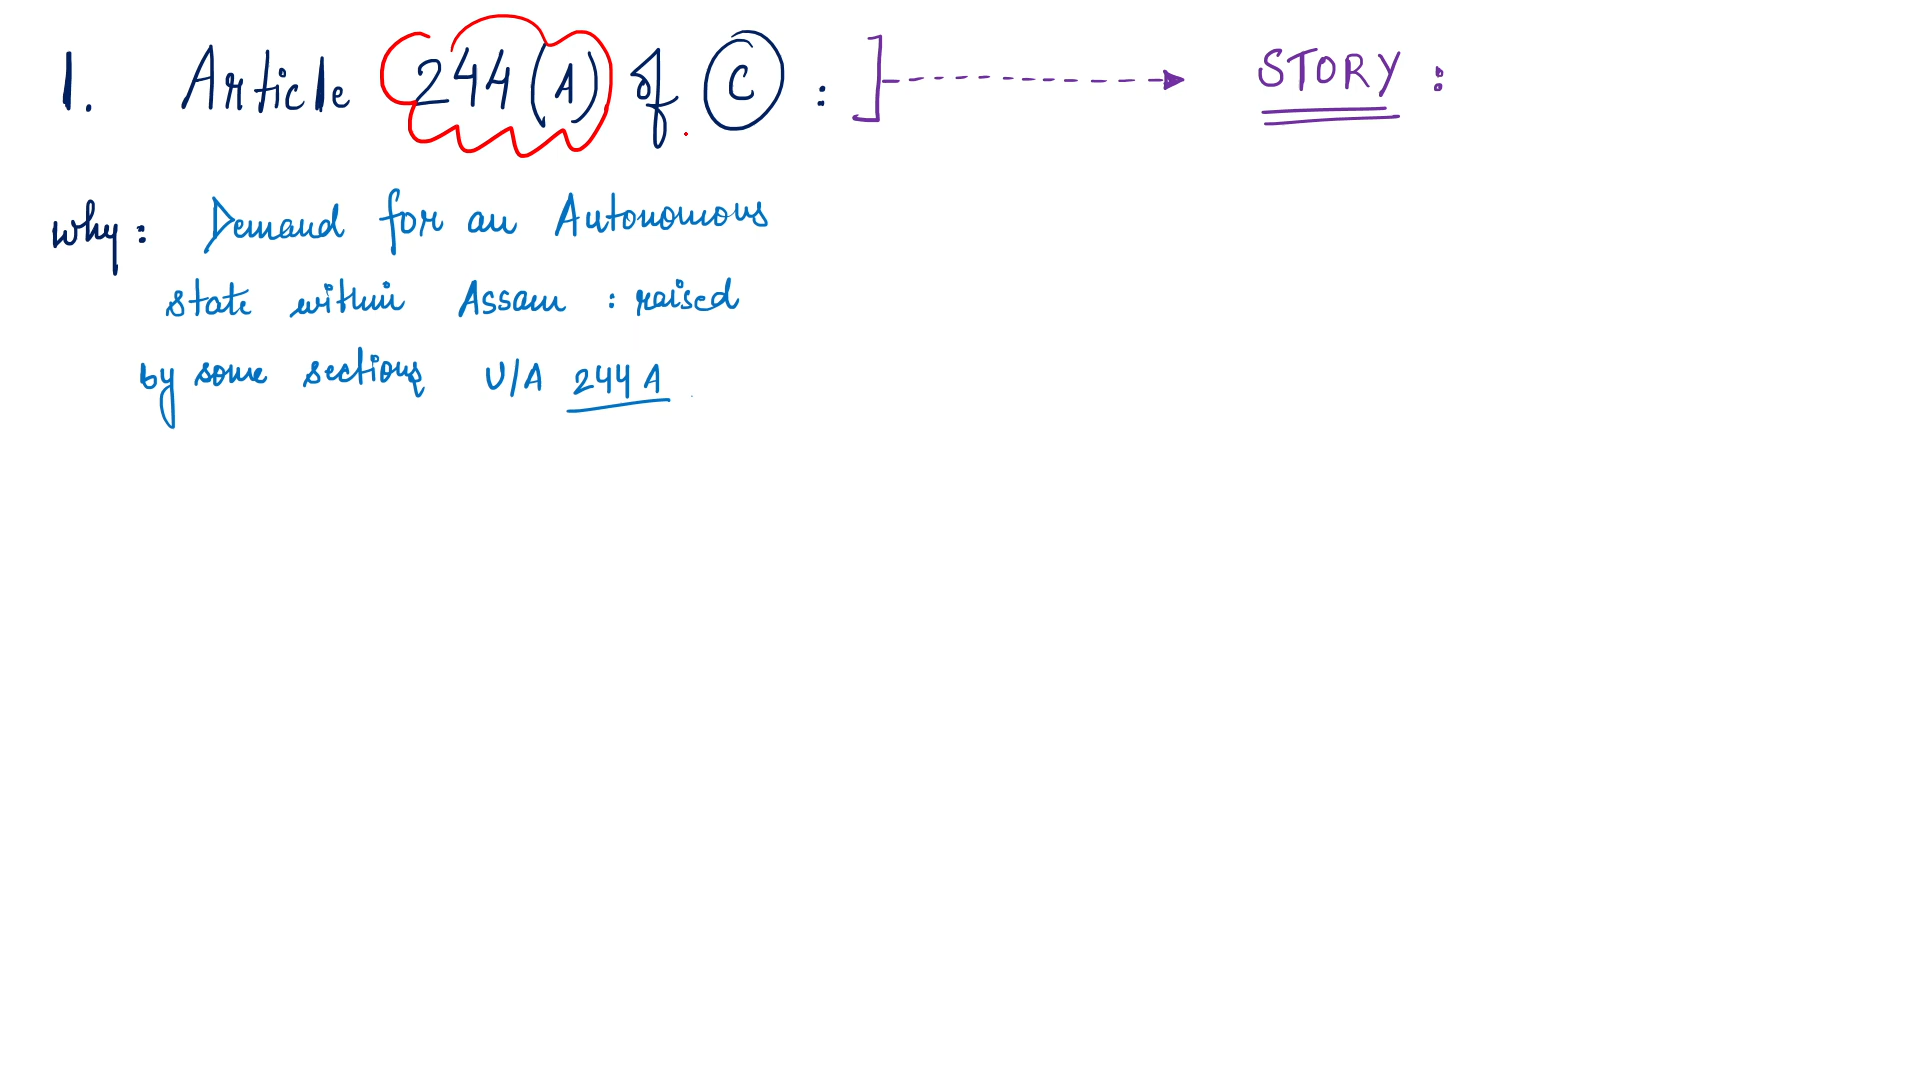 1. Article 244(A) of C : ] -----> STORY :
why : Demand for an Autonomous
state within Assam : raised
by some sections U/A 244 A